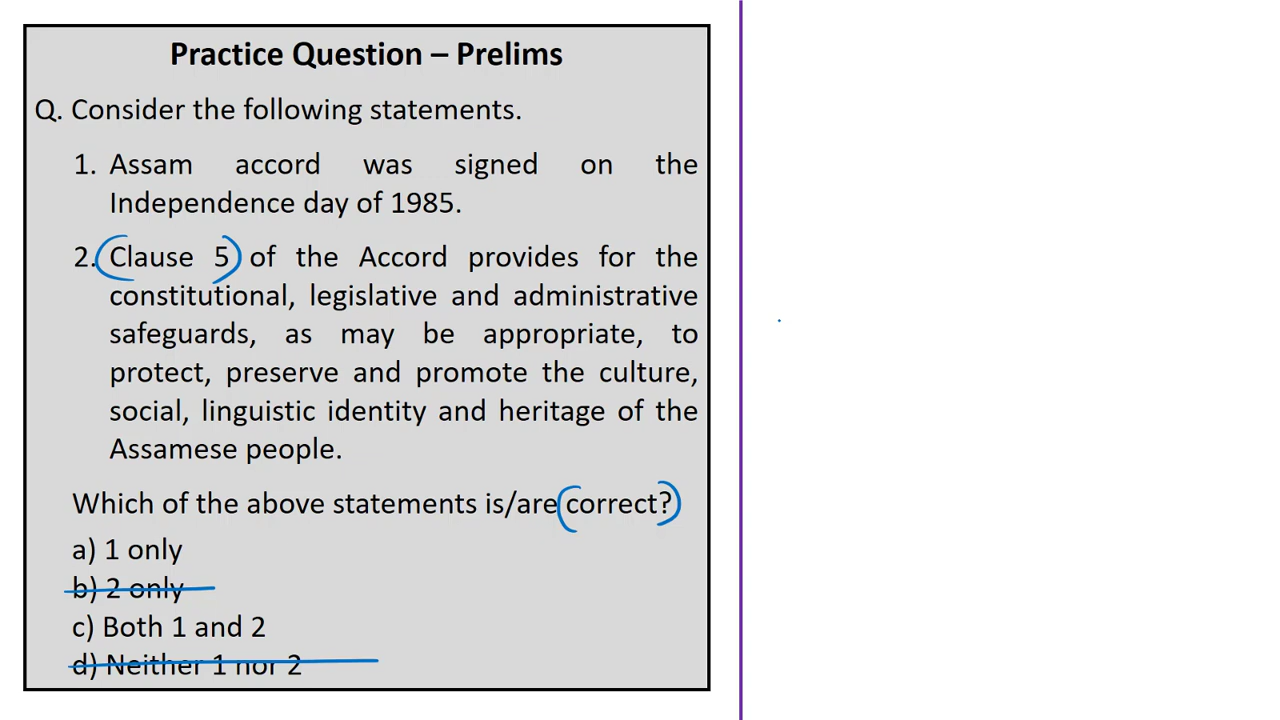 Practice Question – Prelims
Q. Consider the following statements.
1. Assam accord was signed on the
Independence day of 1985.
2. Clause 5 of the Accord provides for the
constitutional, legislative and administrative
safeguards, as may be appropriate, to
protect, preserve and promote the culture,
social, linguistic identity and heritage of the
Assamese people.
Which of the above statements is/are correct?
a) 1 only
b) 2 only
c) Both 1 and 2
d) Neither 1 nor 2